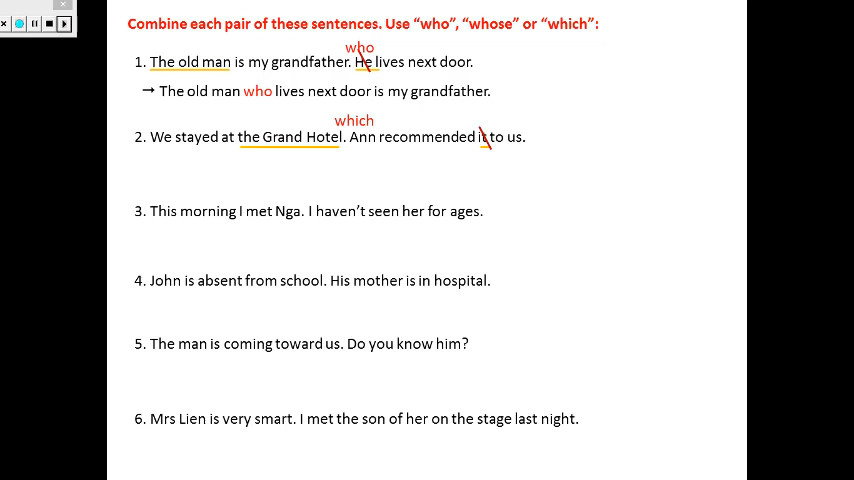 Combine each pair of these sentences. Use “who”, “whose” or “which”:
who
1. The old man is my grandfather. He lives next door.
→ The old man who lives next door is my grandfather.
which
2. We stayed at the Grand Hotel. Ann recommended it to us.
3. This morning I met Nga. I haven’t seen her for ages.
4. John is absent from school. His mother is in hospital.
5. The man is coming toward us. Do you know him?
6. Mrs Lien is very smart. I met the son of her on the stage last night.